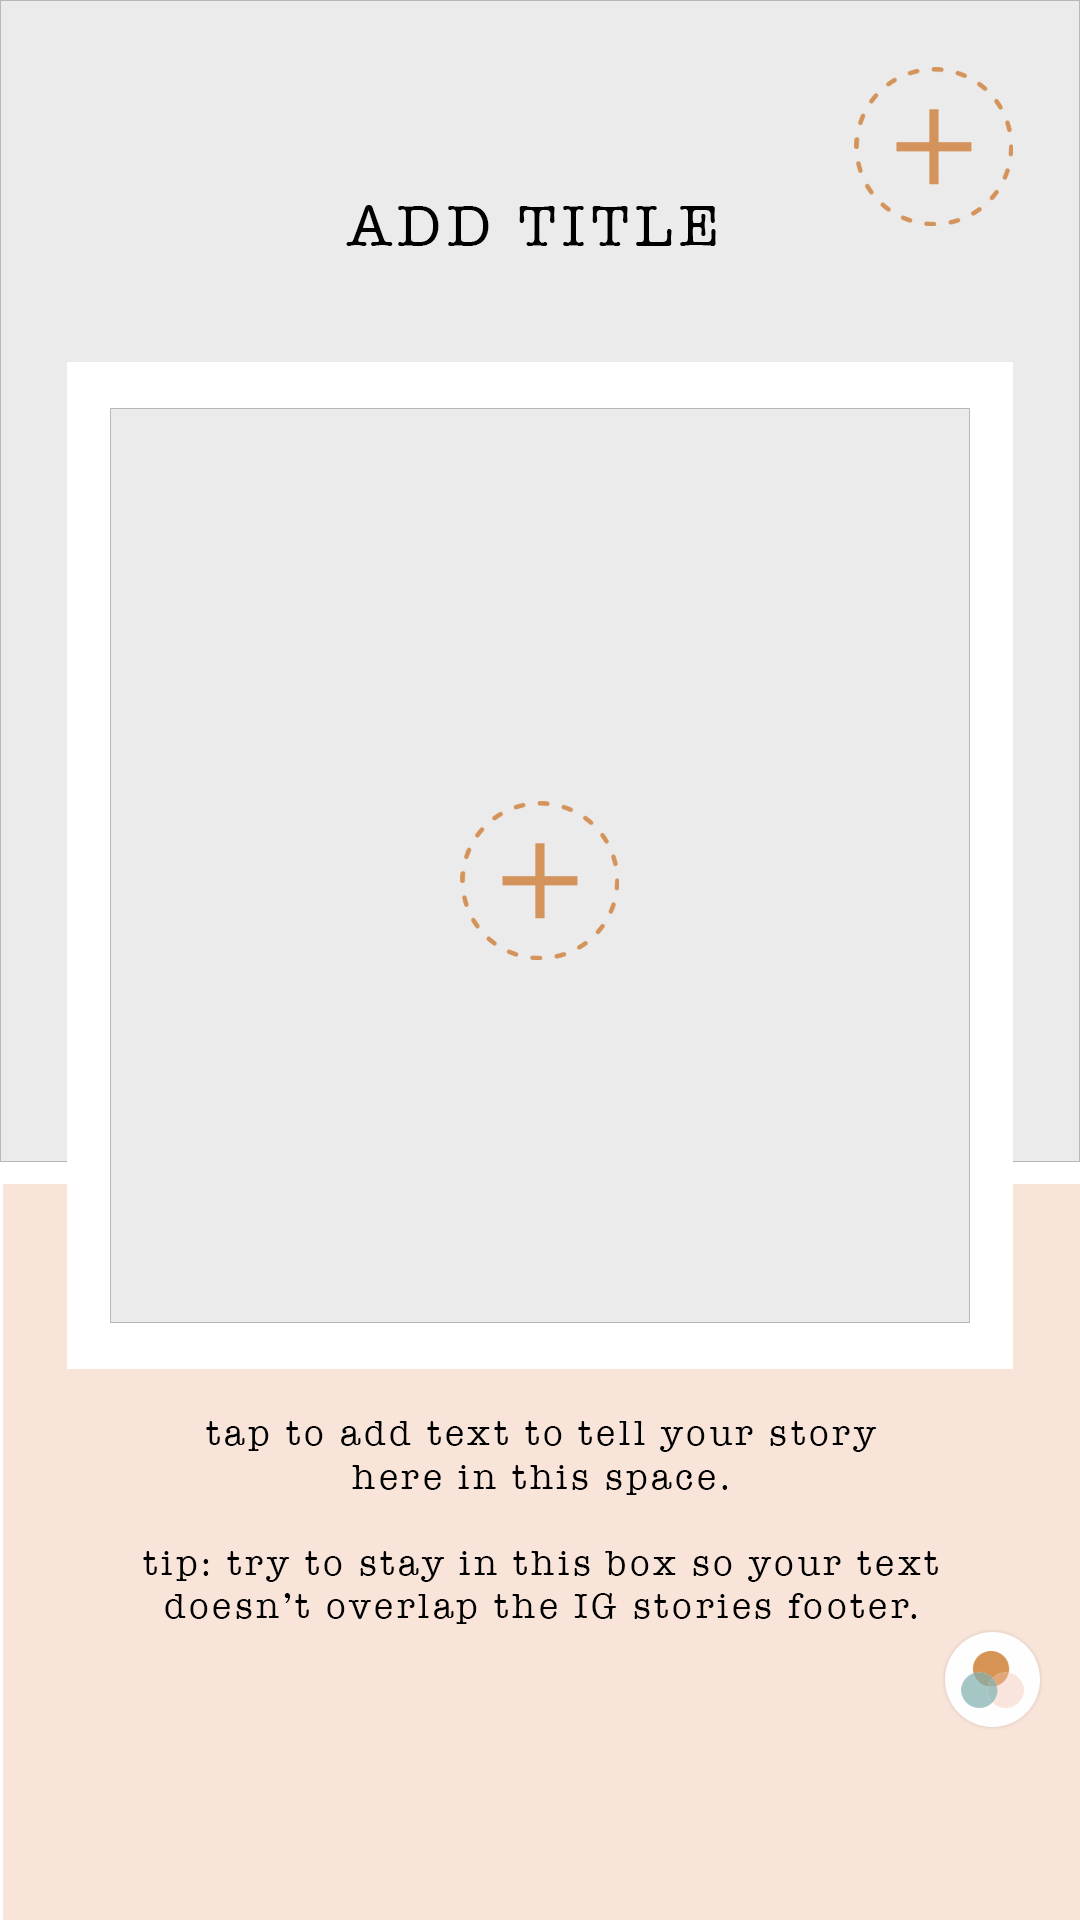 ADD TITLE
tap to add text to tell your story
here in this space.
tip: try to stay in this box so your text
doesn’t overlap the IG stories footer.